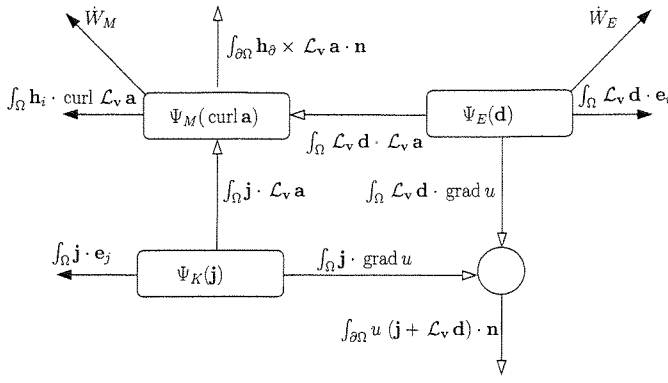 Ẇ_M
Ẇ_E
∫_∂Ω h_∂ × ℒ_v a · n
∫_Ω h_i · curl ℒ_v a
Ψ_M( curl a)
Ψ_E(d)
∫_Ω ℒ_v d · e_i
∫_Ω ℒ_v d · ℒ_v a
∫_Ω j · ℒ_v a
∫_Ω ℒ_v d · grad u
∫_Ω j · e_j
Ψ_K(j)
∫_Ω j · grad u
∫_∂Ω u (j + ℒ_v d) · n